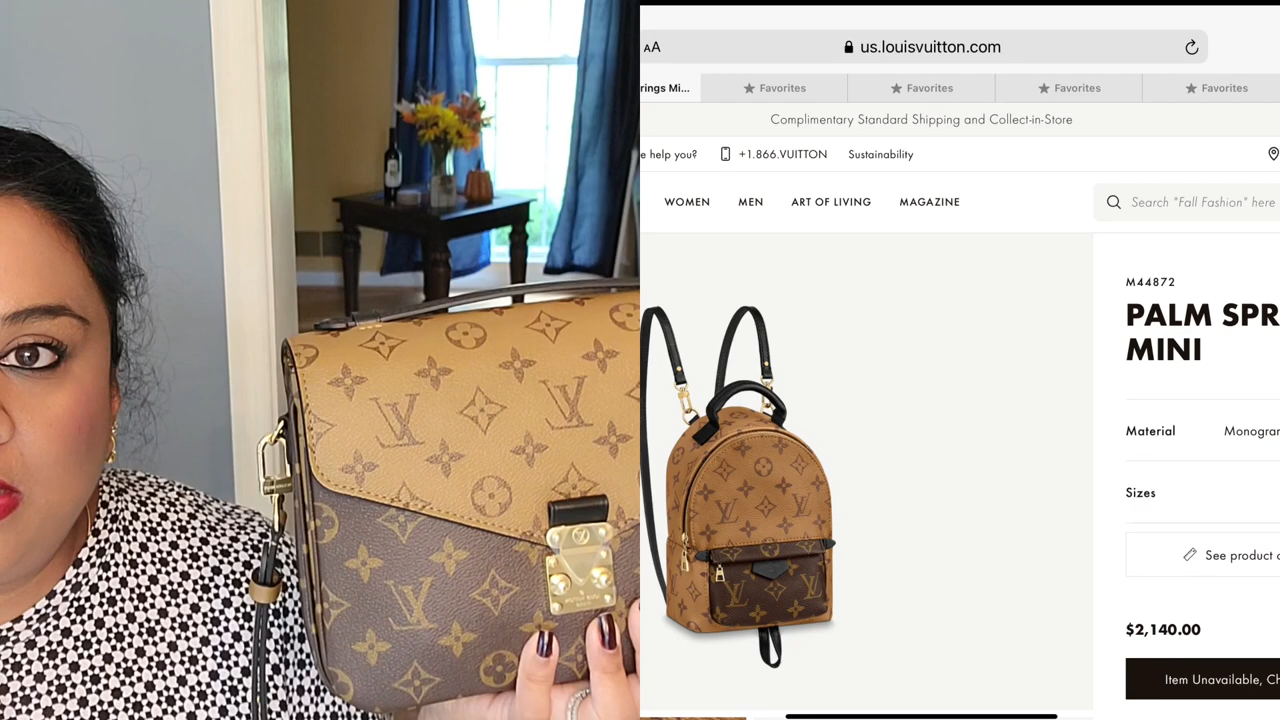 AA
us.louisvuitton.com
rings Mi...
Favorites
Favorites
Favorites
Favorites
Complimentary Standard Shipping and Collect-in-Store
e help you?
+1.866.VUITTON
Sustainability
WOMEN
MEN
ART OF LIVING
MAGAZINE
Search "Fall Fashion" here
M44872
PALM SPR
MINI
Material
Monogra
Sizes
See product
$2,140.00
Item Unavailable, C